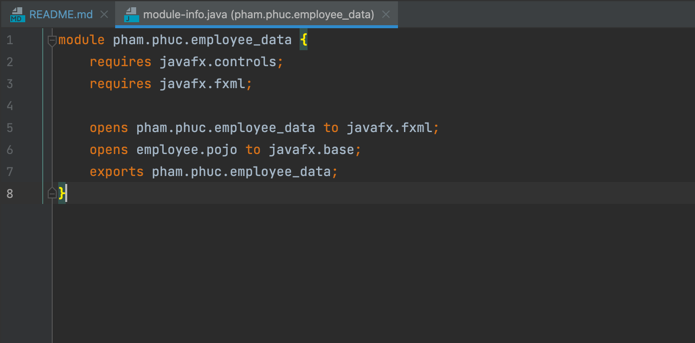 README.md
module-info.java (pham.phuc.employee_data)
1 module pham.phuc.employee_data {
2 requires javafx.controls;
3 requires javafx.fxml;
4
5 opens pham.phuc.employee_data to javafx.fxml;
6 opens employee.pojo to javafx.base;
7 exports pham.phuc.employee_data;
8 }